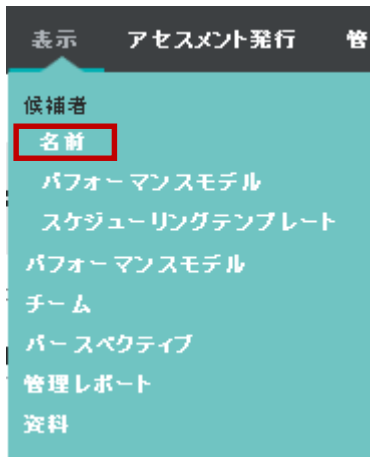 表示 アセスメント発行 管
候補者
名前
パフォーマンスモデル
スケジューリングテンプレート
パフォーマンスモデル
チーム
パースペクティブ
管理レポート
資料